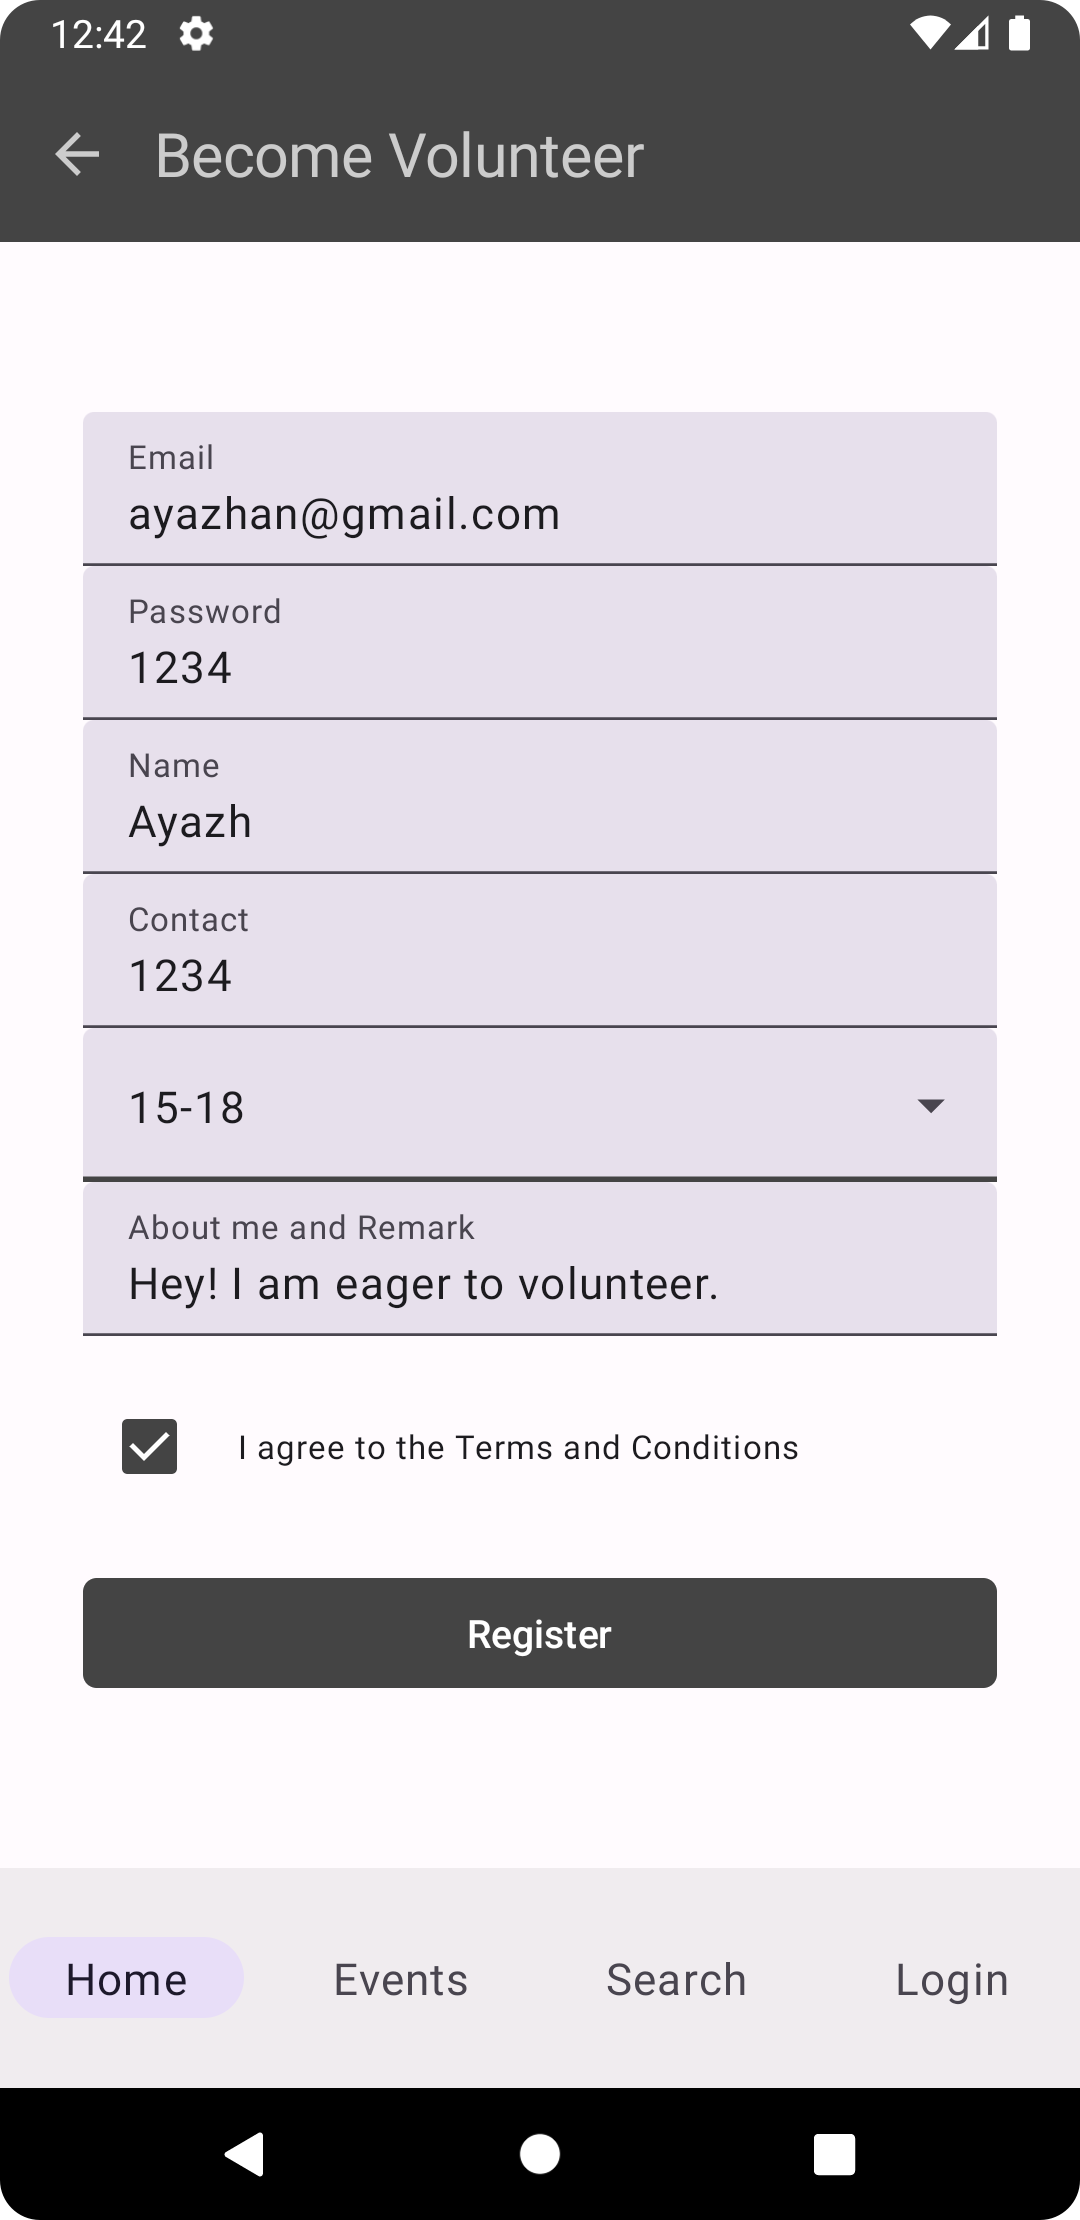 12:42
Become Volunteer
Email
ayazhan@gmail.com
Password
1234
Name
Ayazh
Contact
1234
15-18
About me and Remark
Hey! I am eager to volunteer.
I agree to the Terms and Conditions
Register
Home Events Search Login